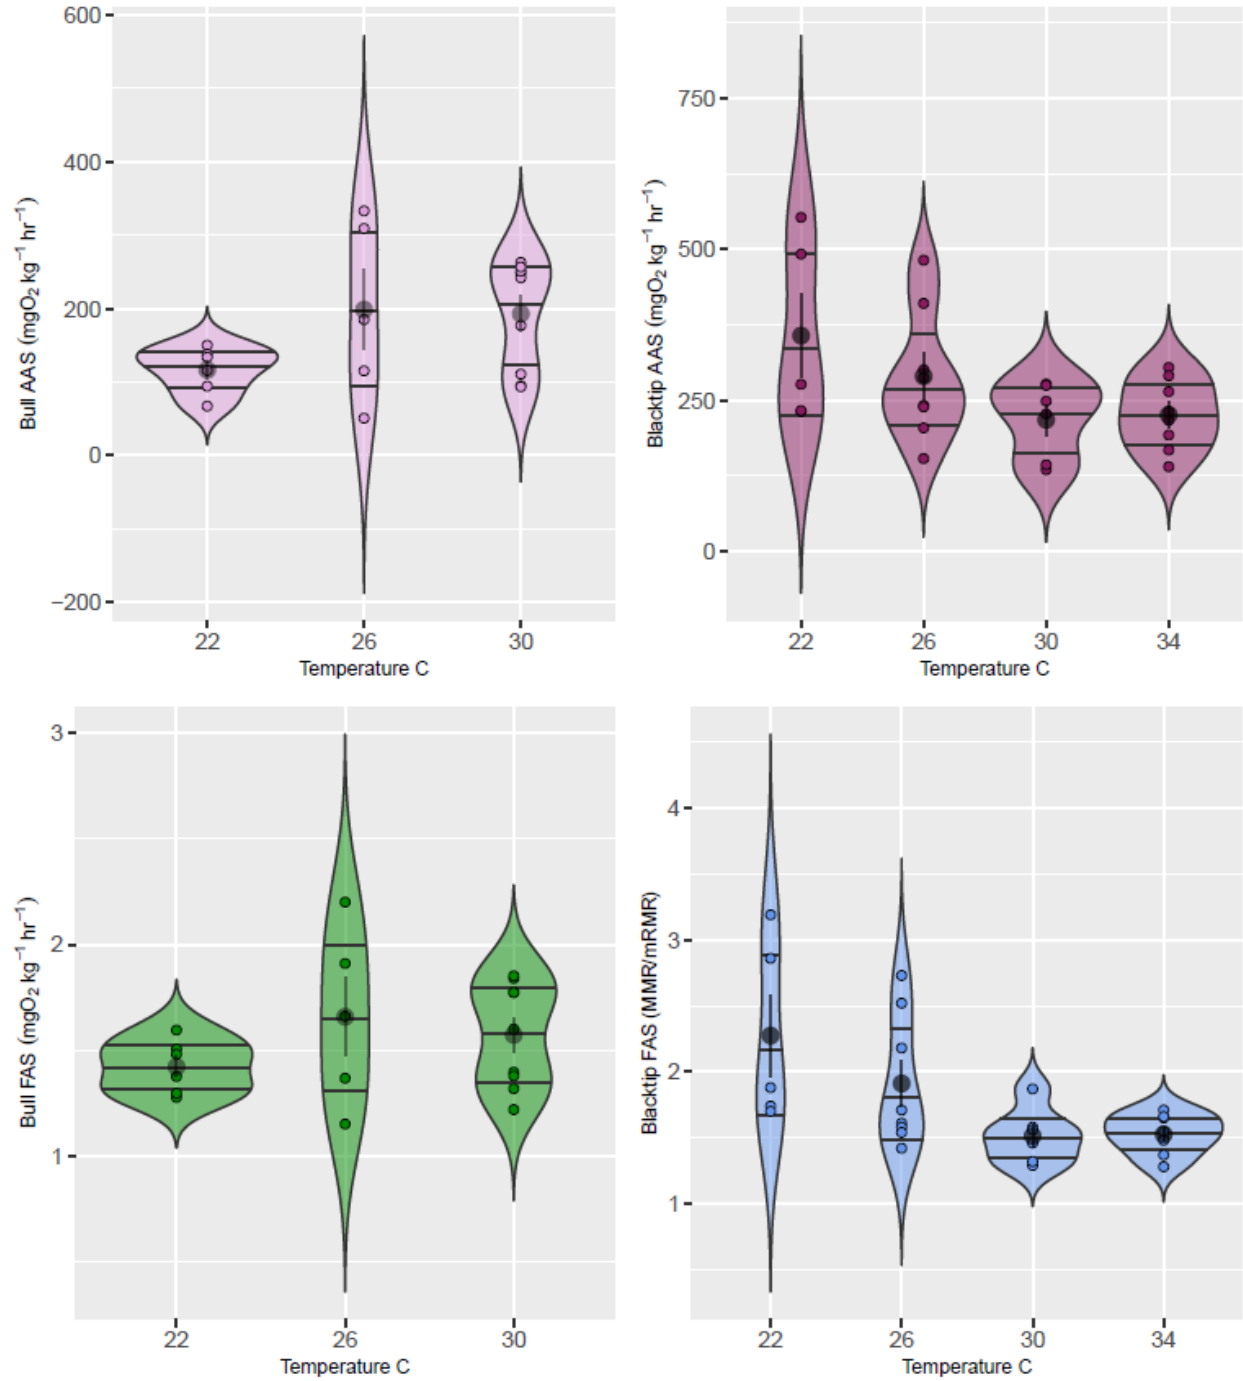 600
400
200
0
−200
Bull AAS (mgO₂ kg⁻¹ hr⁻¹)
22 26 30
Temperature C
750
500
250
0
Blacktip AAS (mgO₂ kg⁻¹ hr⁻¹)
22 26 30 34
Temperature C
3
2
1
Bull FAS (mgO₂ kg⁻¹ hr⁻¹)
22 26 30
Temperature C
4
3
2
1
Blacktip FAS (MMR/mRMR)
22 26 30 34
Temperature C